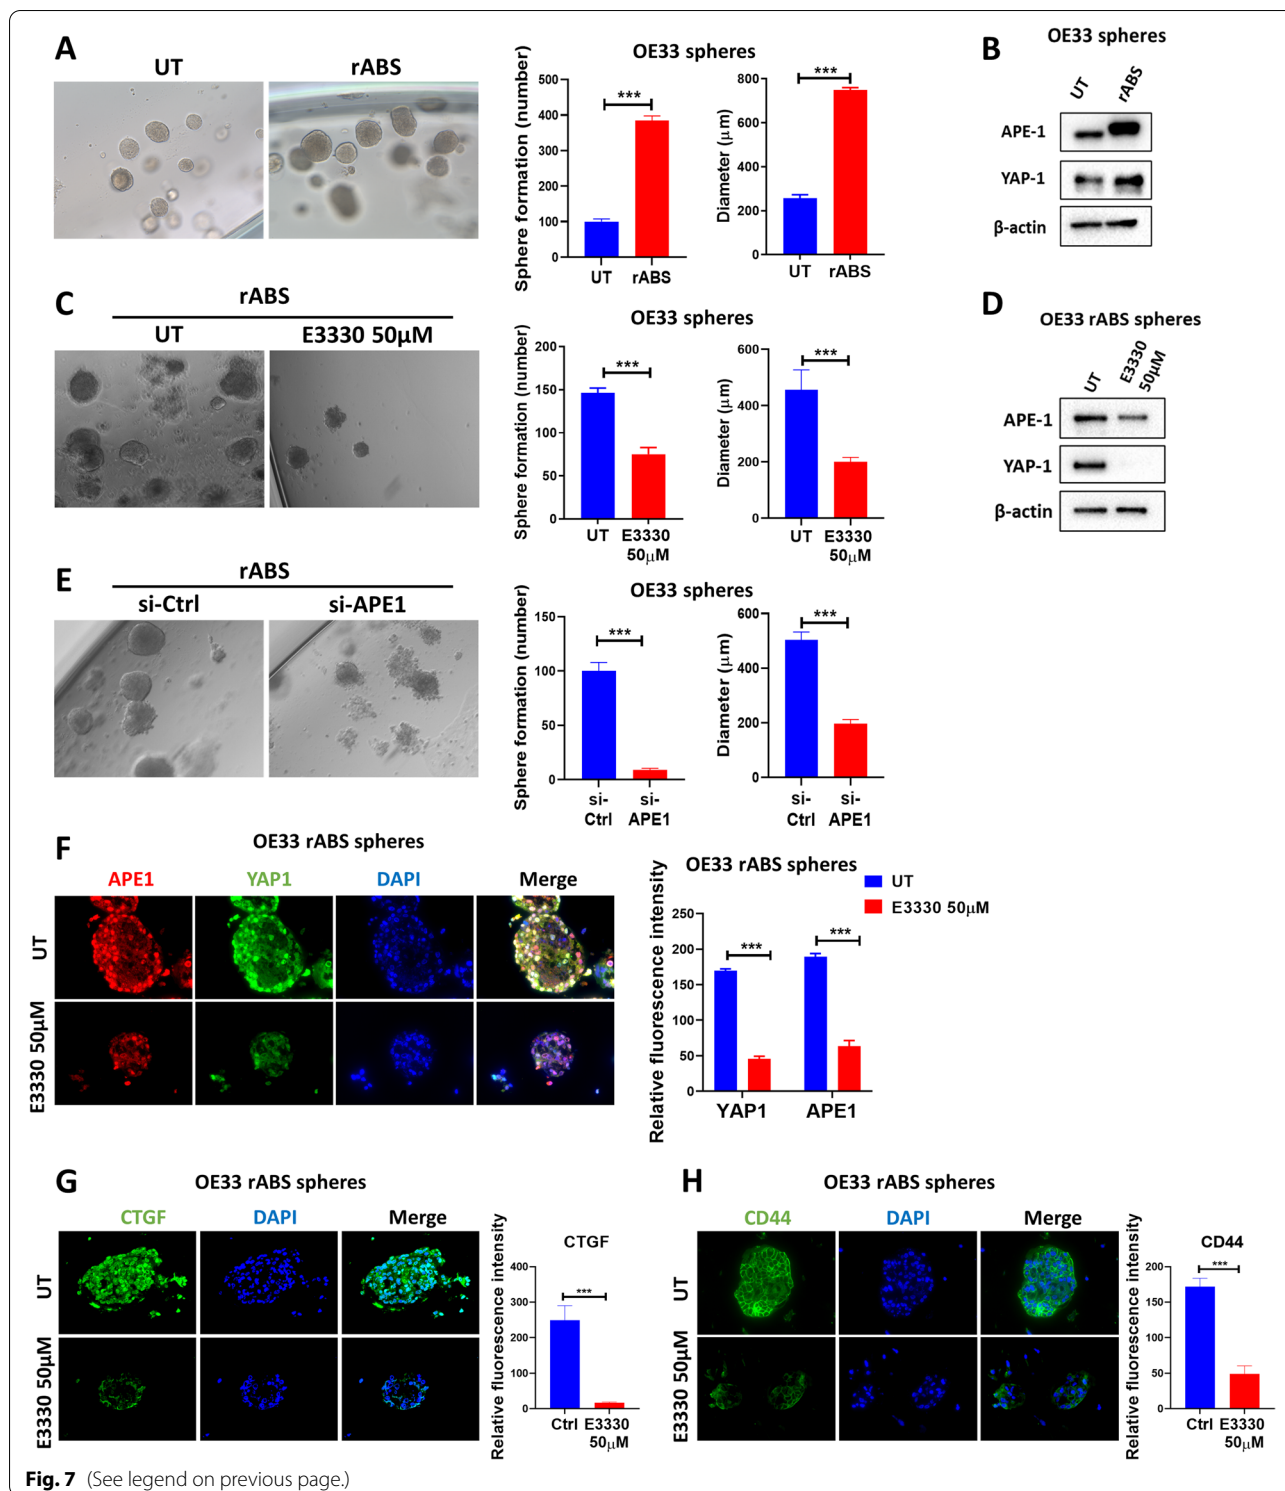 A
UT
rABS
OE33 spheres
Sphere formation (number)
500
400
300
200
100
0
***
UT
rABS
Diameter (µm)
800
600
400
200
0
***
UT
rABS
B
OE33 spheres
UT
rABS
APE-1
YAP-1
β-actin
C
rABS
UT
E3330 50µM
OE33 spheres
Sphere formation (number)
200
150
100
50
0
***
UT
E3330
50µM
Diameter (µm)
600
400
200
0
***
UT
E3330
50µM
D
OE33 rABS spheres
UT
E3330
50µM
APE-1
YAP-1
β-actin
E
rABS
si-Ctrl
si-APE1
OE33 spheres
Sphere formation (number)
150
100
50
0
***
si-
Ctrl
si-
APE1
Diameter (µm)
600
400
200
0
***
si-
Ctrl
si-
APE1
F
OE33 rABS spheres
APE1
YAP1
DAPI
Merge
UT
E3330 50µM
OE33 rABS spheres
UT
E3330 50µM
Relative fluorescence intensity
250
200
150
100
50
0
***
***
YAP1
APE1
G
OE33 rABS spheres
CTGF
DAPI
Merge
UT
E3330 50µM
CTGF
Relative fluorescence intensity
400
300
200
100
0
***
Ctrl
E3330
50µM
H
OE33 rABS spheres
CD44
DAPI
Merge
UT
E3330 50µM
CD44
Relative fluorescence intensity
200
150
100
50
0
***
Ctrl
E3330
50µM
Fig. 7 (See legend on previous page.)